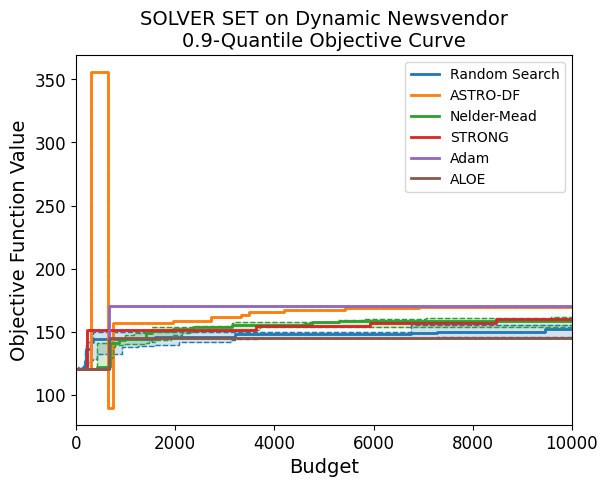 SOLVER SET on Dynamic Newsvendor
0.9-Quantile Objective Curve
Objective Function Value
350
300
250
200
150
100
0
2000
4000
6000
8000
10000
Budget
Random Search
ASTRO-DF
Nelder-Mead
STRONG
Adam
ALOE